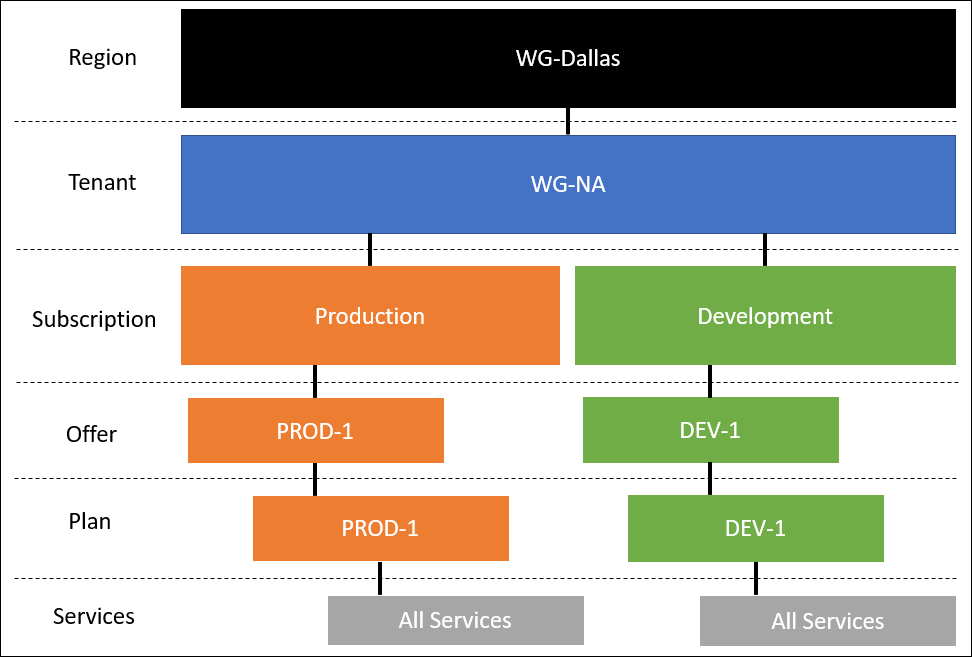 Region
WG-Dallas
Tenant
WG-NA
Subscription
Production
Development
Offer
PROD-1
DEV-1
Plan
PROD-1
DEV-1
Services
All Services
All Services